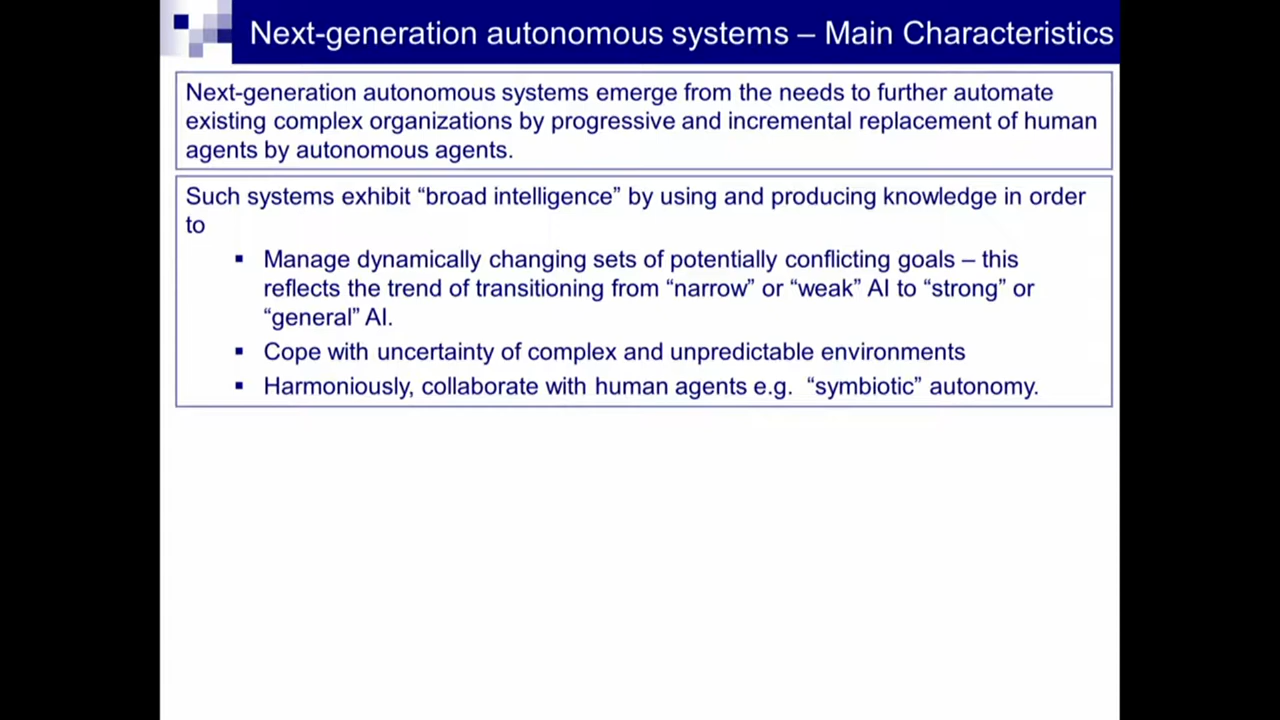 Next-generation autonomous systems – Main Characteristics
Next-generation autonomous systems emerge from the needs to further automate
existing complex organizations by progressive and incremental replacement of human
agents by autonomous agents.
Such systems exhibit “broad intelligence” by using and producing knowledge in order
to
▪ Manage dynamically changing sets of potentially conflicting goals – this
reflects the trend of transitioning from “narrow” or “weak” AI to “strong” or
“general” AI.
▪ Cope with uncertainty of complex and unpredictable environments
▪ Harmoniously, collaborate with human agents e.g. “symbiotic” autonomy.